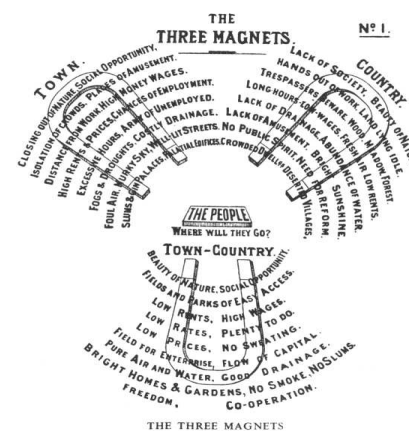 THE
THREE MAGNETS.
Nº 1.
TOWN.
CLOSING OUT OF NATURE. SOCIAL OPPORTUNITY.
ISOLATION OF CROWDS. PLACES OF AMUSEMENT.
DISTANCE FROM WORK. HIGH MONEY WAGES.
HIGH RENTS & PRICES. CHANCES OF EMPLOYMENT.
EXCESSIVE HOURS. ARMY OF UNEMPLOYED.
FOGS & DROUGHTS. COSTLY DRAINAGE.
FOUL AIR. MURKY SKY. WELL-LIT STREETS.
SLUMS & GIN PALACES. PALATIAL EDIFICES.
COUNTRY.
LACK OF SOCIETY. BEAUTY OF NATURE.
HANDS OUT OF WORK. LAND LYING IDLE.
TRESPASSERS BEWARE. WOOD, MEADOW, FOREST.
LONG HOURS-LOW WAGES. FRESH AIR. LOW RENTS.
LACK OF DRAINAGE. ABUNDANCE OF WATER.
LACK OF AMUSEMENT. BRIGHT SUNSHINE.
NO PUBLIC SPIRIT. NEED FOR REFORM.
CROWDED DWELLINGS. DESERTED VILLAGES.
THE PEOPLE
WHERE WILL THEY GO?
TOWN-COUNTRY.
BEAUTY OF NATURE, SOCIAL OPPORTUNITY.
FIELDS AND PARKS OF EASY ACCESS.
LOW RENTS, HIGH WAGES.
LOW RATES, PLENTY TO DO.
LOW PRICES, NO SWEATING.
FIELD FOR ENTERPRISE, FLOW OF CAPITAL.
PURE AIR AND WATER, GOOD DRAINAGE.
BRIGHT HOMES & GARDENS, NO SMOKE, NO SLUMS.
FREEDOM. CO-OPERATION.
THE THREE MAGNETS